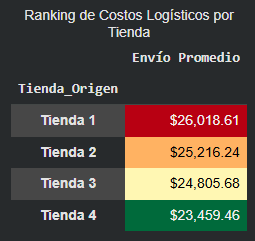 Ranking de Costos Logísticos por
Tienda
Envío Promedio
Tienda_Origen
Tienda 1 $26,018.61
Tienda 2 $25,216.24
Tienda 3 $24,805.68
Tienda 4 $23,459.46